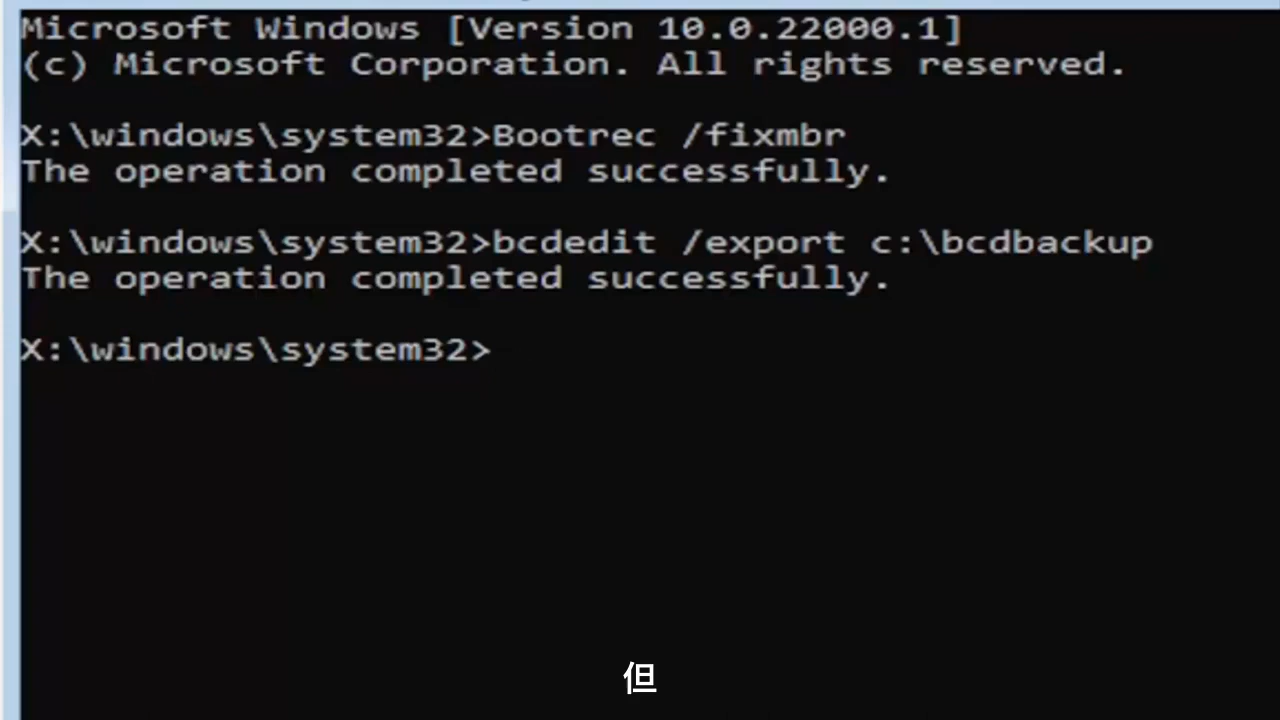 Microsoft Windows [Version 10.0.22000.1]
(c) Microsoft Corporation. All rights reserved.
X:\windows\system32>Bootrec /fixmbr
The operation completed successfully.
X:\windows\system32>bcdedit /export c:\bcdbackup
The operation completed successfully.
X:\windows\system32>
但